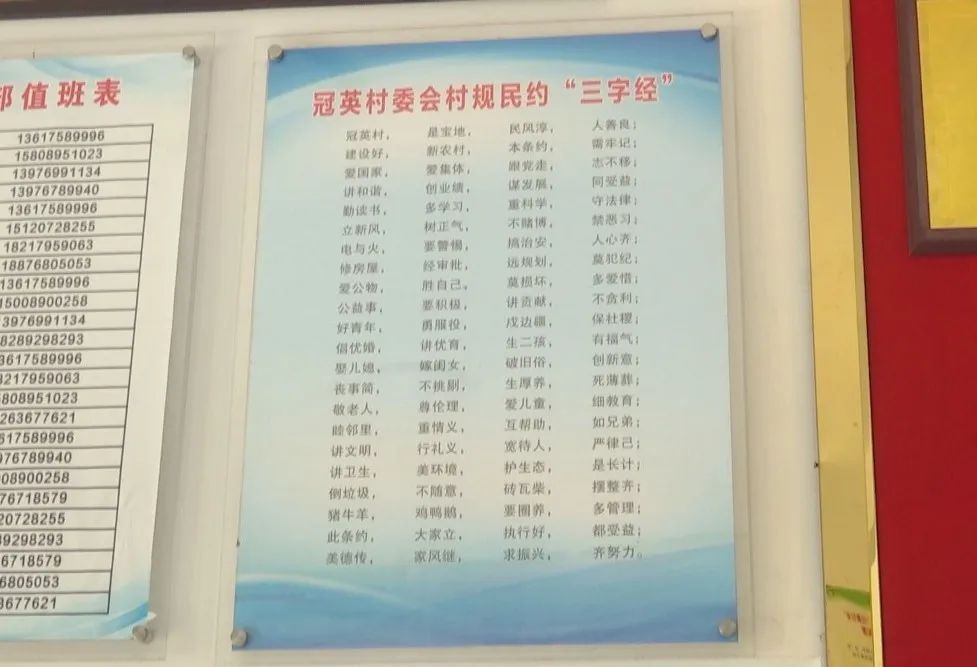 部值班表
13617589996
15808951023
13976991134
13976789940
13617589996
15120728255
18217959063
18876805053
13617589996
15008900258
3976991134
8289298293
3617589996
8217959063
5808951023
263677621
617589996
976789940
008900258
76718579
20728255
89298293
6718579
6805053
3677621
冠英村委会村规民约“三字经”
冠英村， 星宝地， 民风淳， 人善良；
建设好， 新农村， 本条约， 需牢记；
爱国家， 爱集体， 跟党走， 志不移；
讲和谐， 创业绩， 谋发展， 同受益；
勤读书， 多学习， 重科学， 守法律；
立新风， 树正气， 不赌博， 禁恶习；
电与火， 要警惕， 搞治安， 人心齐；
修房屋， 经审批， 远规划， 莫犯纪；
爱公物， 胜自己。 莫损坏， 多爱惜；
公益事， 要积极， 讲贡献， 不贪利；
好青年， 勇服役， 戍边疆， 保社稷；
倡优婚， 讲优育， 生二孩， 有福气；
娶儿媳， 嫁闺女， 破旧俗， 创新意；
丧事简， 不挑剔， 生厚养， 死薄葬；
敬老人， 尊伦理， 爱儿童， 细教育；
睦邻里， 重情义， 互帮助， 如兄弟；
讲文明， 行礼义， 宽待人， 严律己；
讲卫生， 美环境， 护生态， 是长计；
倒垃圾， 不随意， 砖瓦柴， 摆整齐；
猪牛羊， 鸡鸭鹅， 要圈养， 多管理；
此条约， 大家立， 执行好， 都受益；
美德传， 家风继， 求振兴， 齐努力。